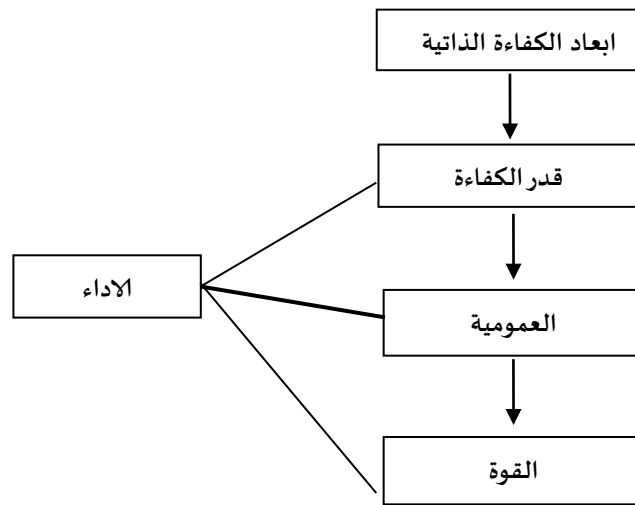 ابعاد الكفاءة الذاتية
قدر الكفاءة
الاداء
العمومية
القوة